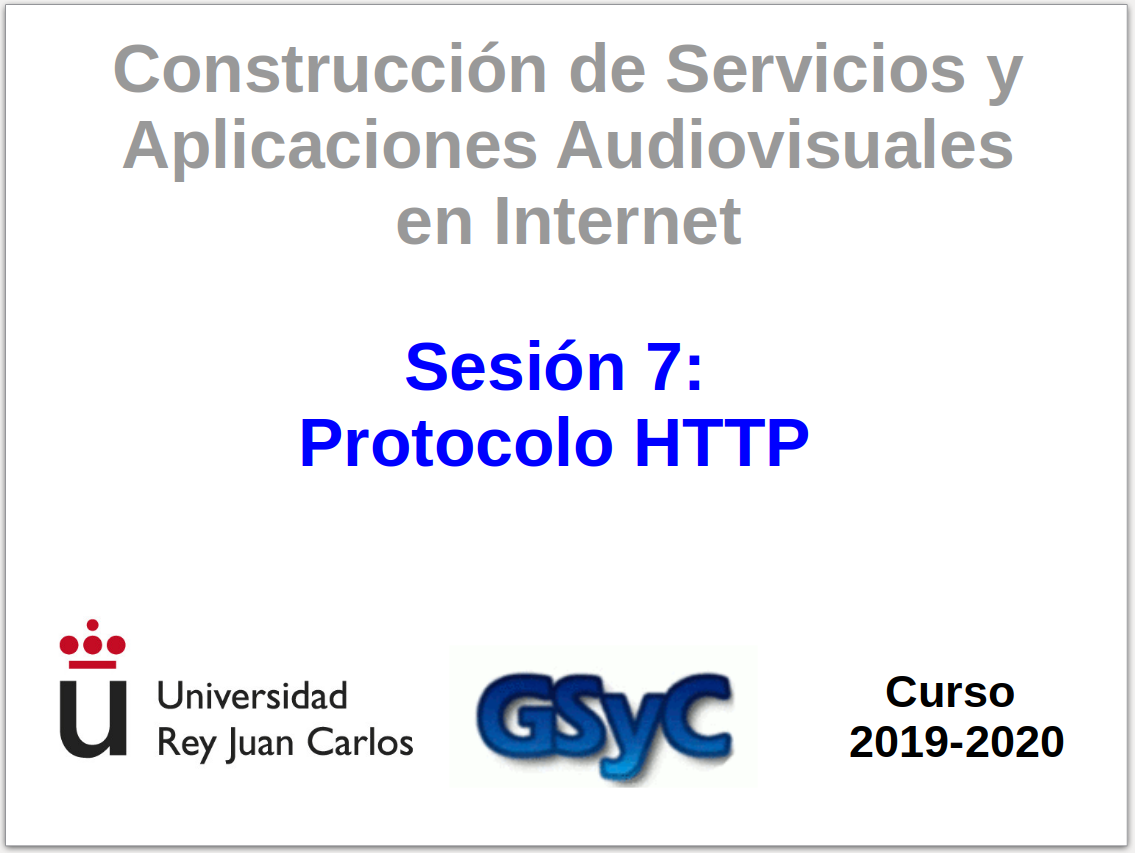 Construcción de Servicios y
Aplicaciones Audiovisuales
en Internet
Sesión 7:
Protocolo HTTP
u
Universidad
Rey Juan Carlos
GSyC
Curso
2019-2020